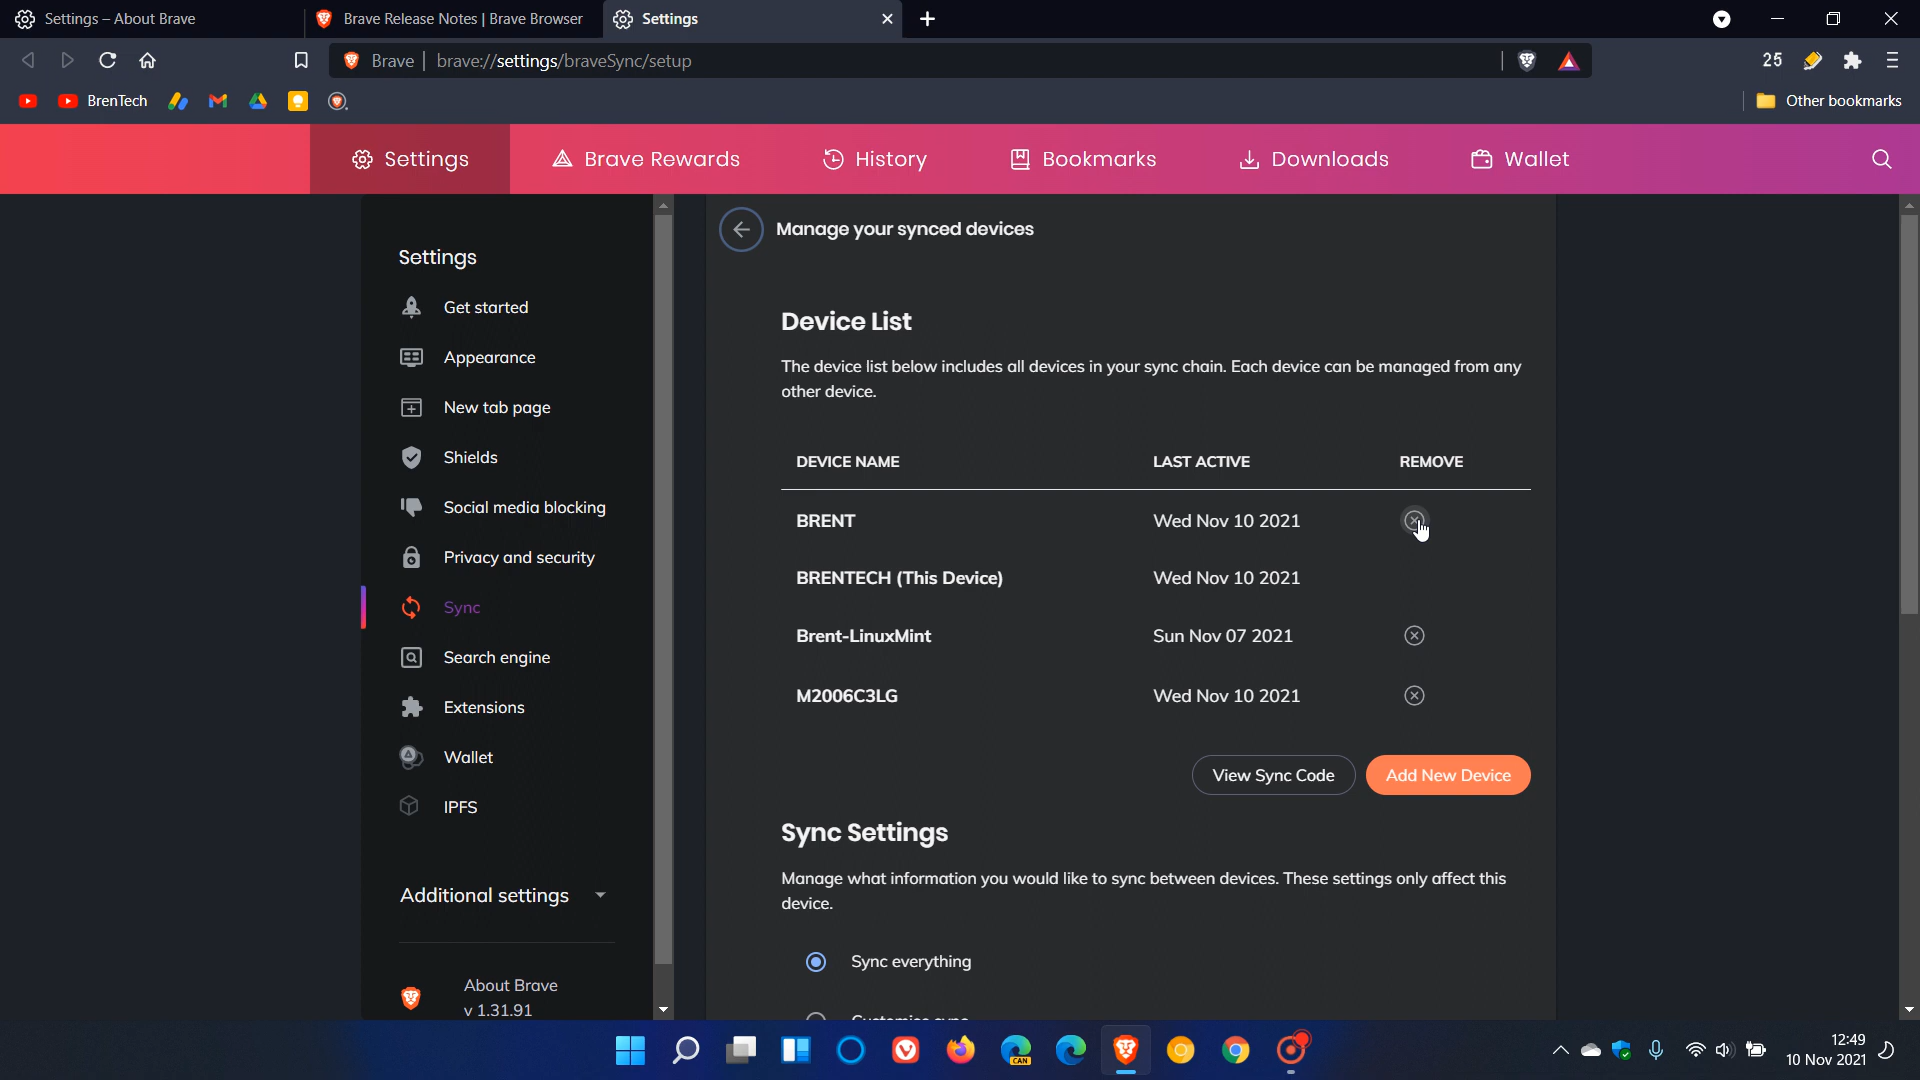 Settings – About Brave
Brave Release Notes | Brave Browser
Settings
Brave
brave://settings/braveSync/setup
25
BrenTech
Other bookmarks
Settings
Brave Rewards
History
Bookmarks
Downloads
Wallet
Settings
Get started
Appearance
New tab page
Shields
Social media blocking
Privacy and security
Sync
Search engine
Extensions
Wallet
IPFS
Additional settings
About Brave
v 1.31.91
Manage your synced devices
Device List
The device list below includes all devices in your sync chain. Each device can be managed from any
other device.
DEVICE NAME LAST ACTIVE REMOVE
BRENT Wed Nov 10 2021
BRENTECH (This Device) Wed Nov 10 2021
Brent-LinuxMint Sun Nov 07 2021
M2006C3LG Wed Nov 10 2021
View Sync Code
Add New Device
Sync Settings
Manage what information you would like to sync between devices. These settings only affect this
device.
Sync everything
Customise sync
CAN
12:49
10 Nov 2021